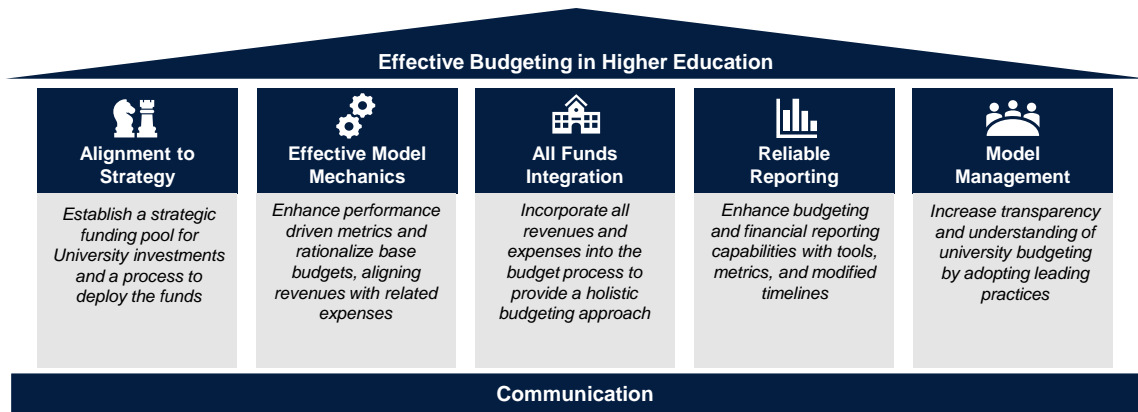 Effective Budgeting in Higher Education
Alignment to
Strategy
Establish a strategic
funding pool for
University investments
and a process to
deploy the funds
Effective Model
Mechanics
Enhance performance
driven metrics and
rationalize base
budgets, aligning
revenues with related
expenses
All Funds
Integration
Incorporate all
revenues and
expenses into the
budget process to
provide a holistic
budgeting approach
Reliable
Reporting
Enhance budgeting
and financial reporting
capabilities with tools,
metrics, and modified
timelines
Model
Management
Increase transparency
and understanding of
university budgeting
by adopting leading
practices
Communication